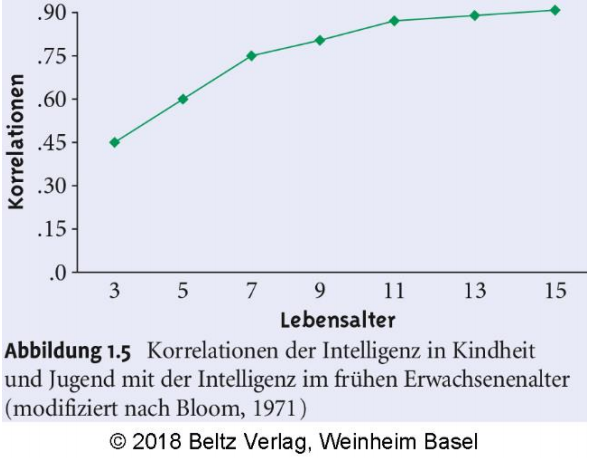 .90
.75
.60
.45
.30
.15
.0
Korrelationen
3 5 7 9 11 13 15
Lebensalter
Abbildung 1.5 Korrelationen der Intelligenz in Kindheit
und Jugend mit der Intelligenz im frühen Erwachsenenalter
(modifiziert nach Bloom, 1971)
© 2018 Beltz Verlag, Weinheim Basel